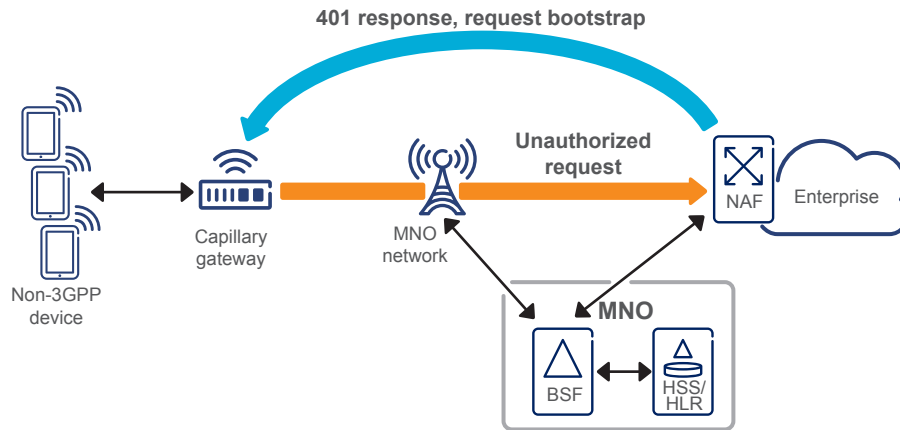 401 response, request bootstrap
Unauthorized
request
NAF
Enterprise
Capillary
gateway
MNO
network
Non-3GPP
device
MNO
BSF
HSS/
HLR